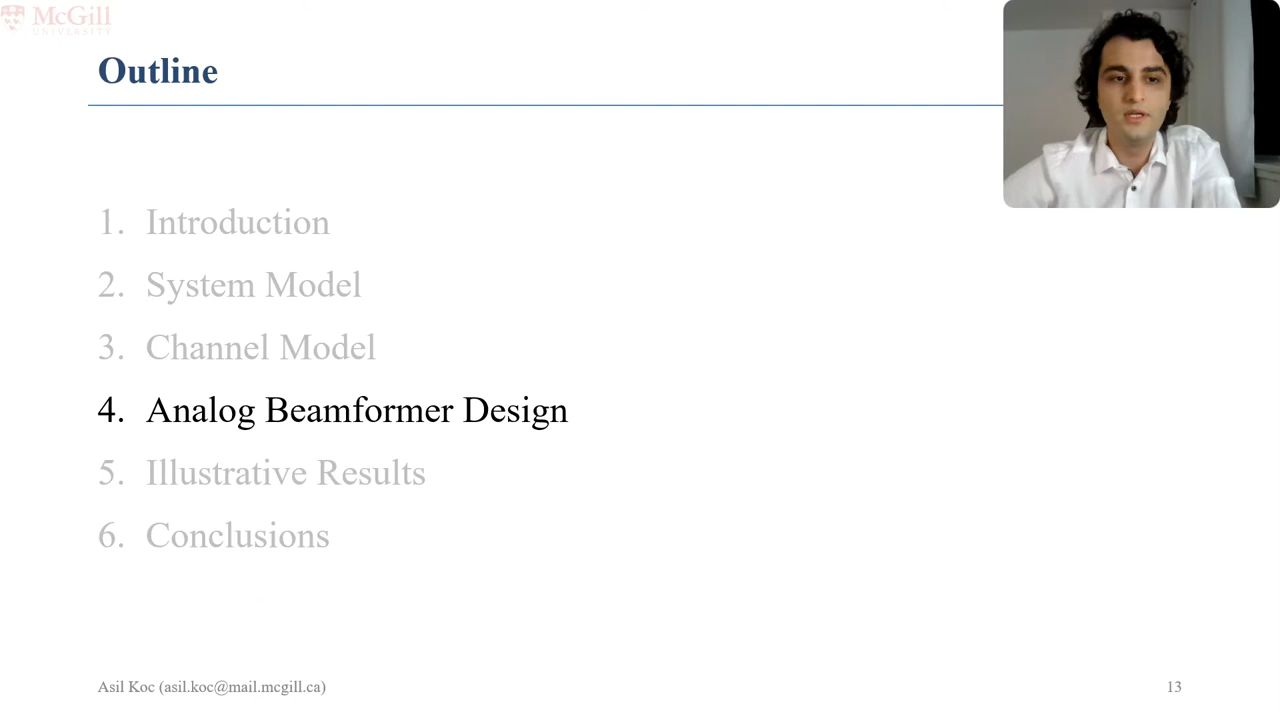 McGill
UNIVERSITY
Outline
1. Introduction
2. System Model
3. Channel Model
4. Analog Beamformer Design
5. Illustrative Results
6. Conclusions
Asil Koc (asil.koc@mail.mcgill.ca)
13